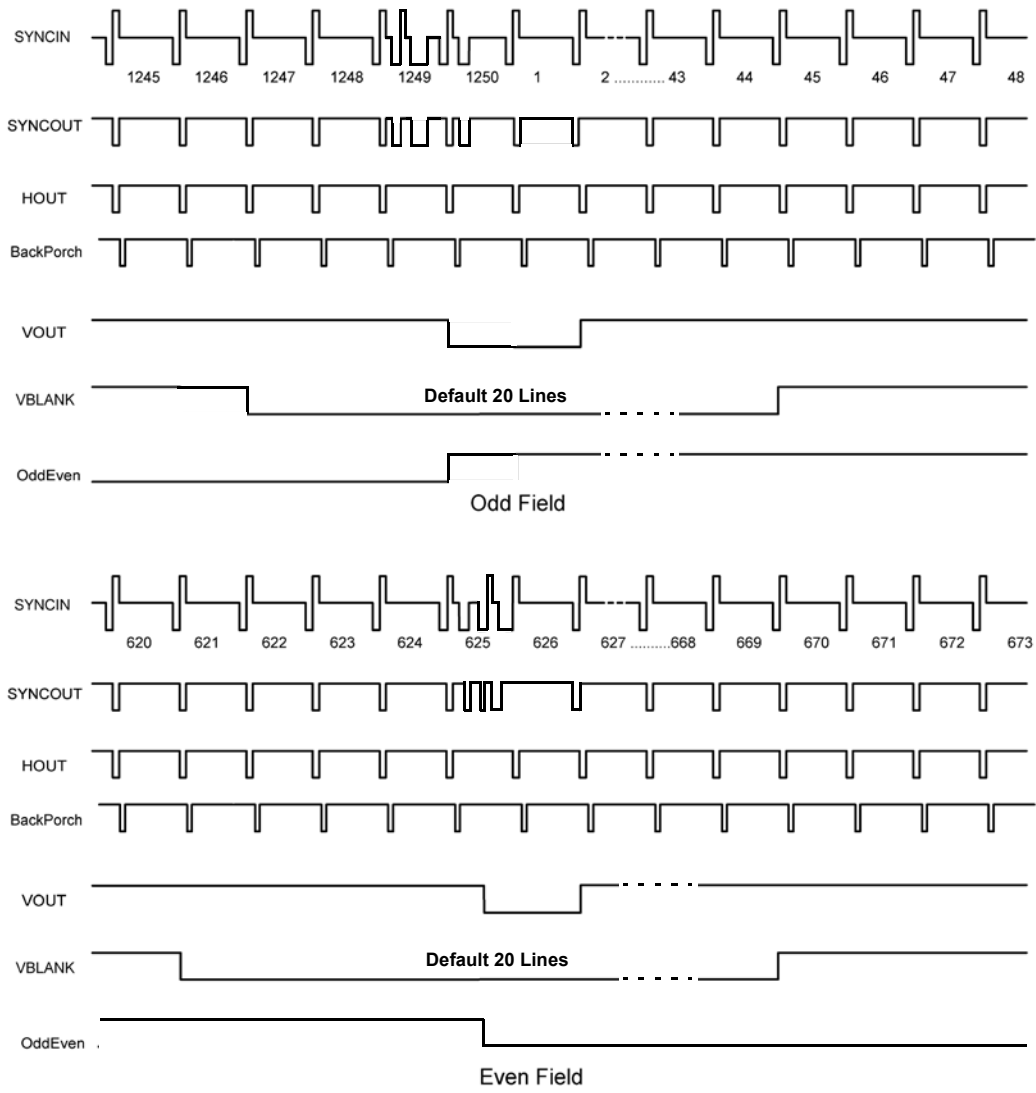 SYNCIN
1245 1246 1247 1248 1249 1250 1 2 ............. 43 44 45 46 47 48
SYNCOUT
HOUT
BackPorch
VOUT
VBLANK
Default 20 Lines
OddEven
Odd Field
SYNCIN
620 621 622 623 624 625 626 627 ..........668 669 670 671 672 673
SYNCOUT
HOUT
BackPorch
VOUT
VBLANK
Default 20 Lines
OddEven
Even Field